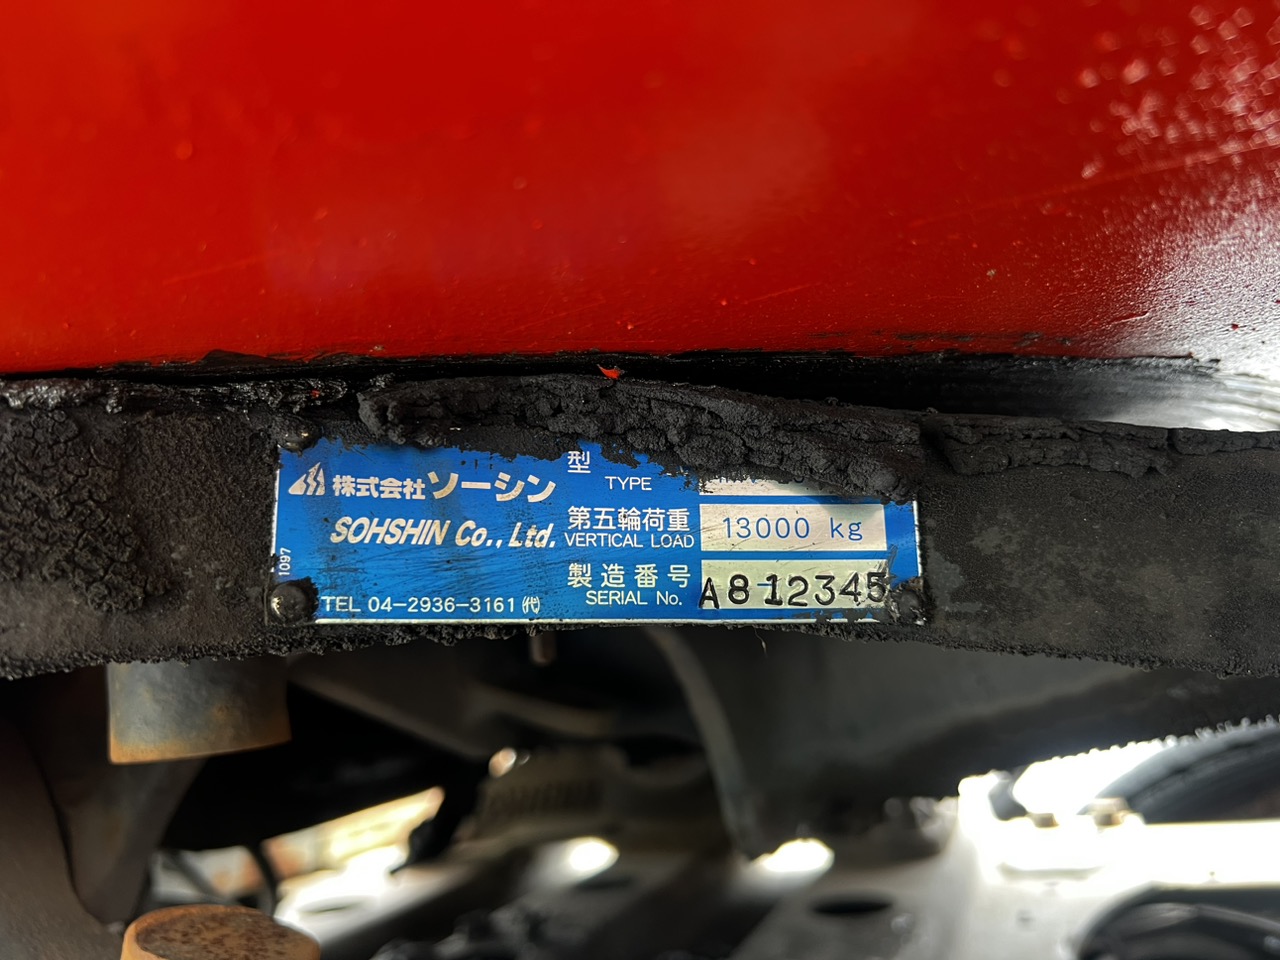 株式会社ソーシン
SOHSHIN Co., Ltd.
1097
TEL 04-2936-3161 ㈹
型
TYPE
第五輪荷重
VERTICAL LOAD
13000 kg
製造番号
SERIAL No.
A812345